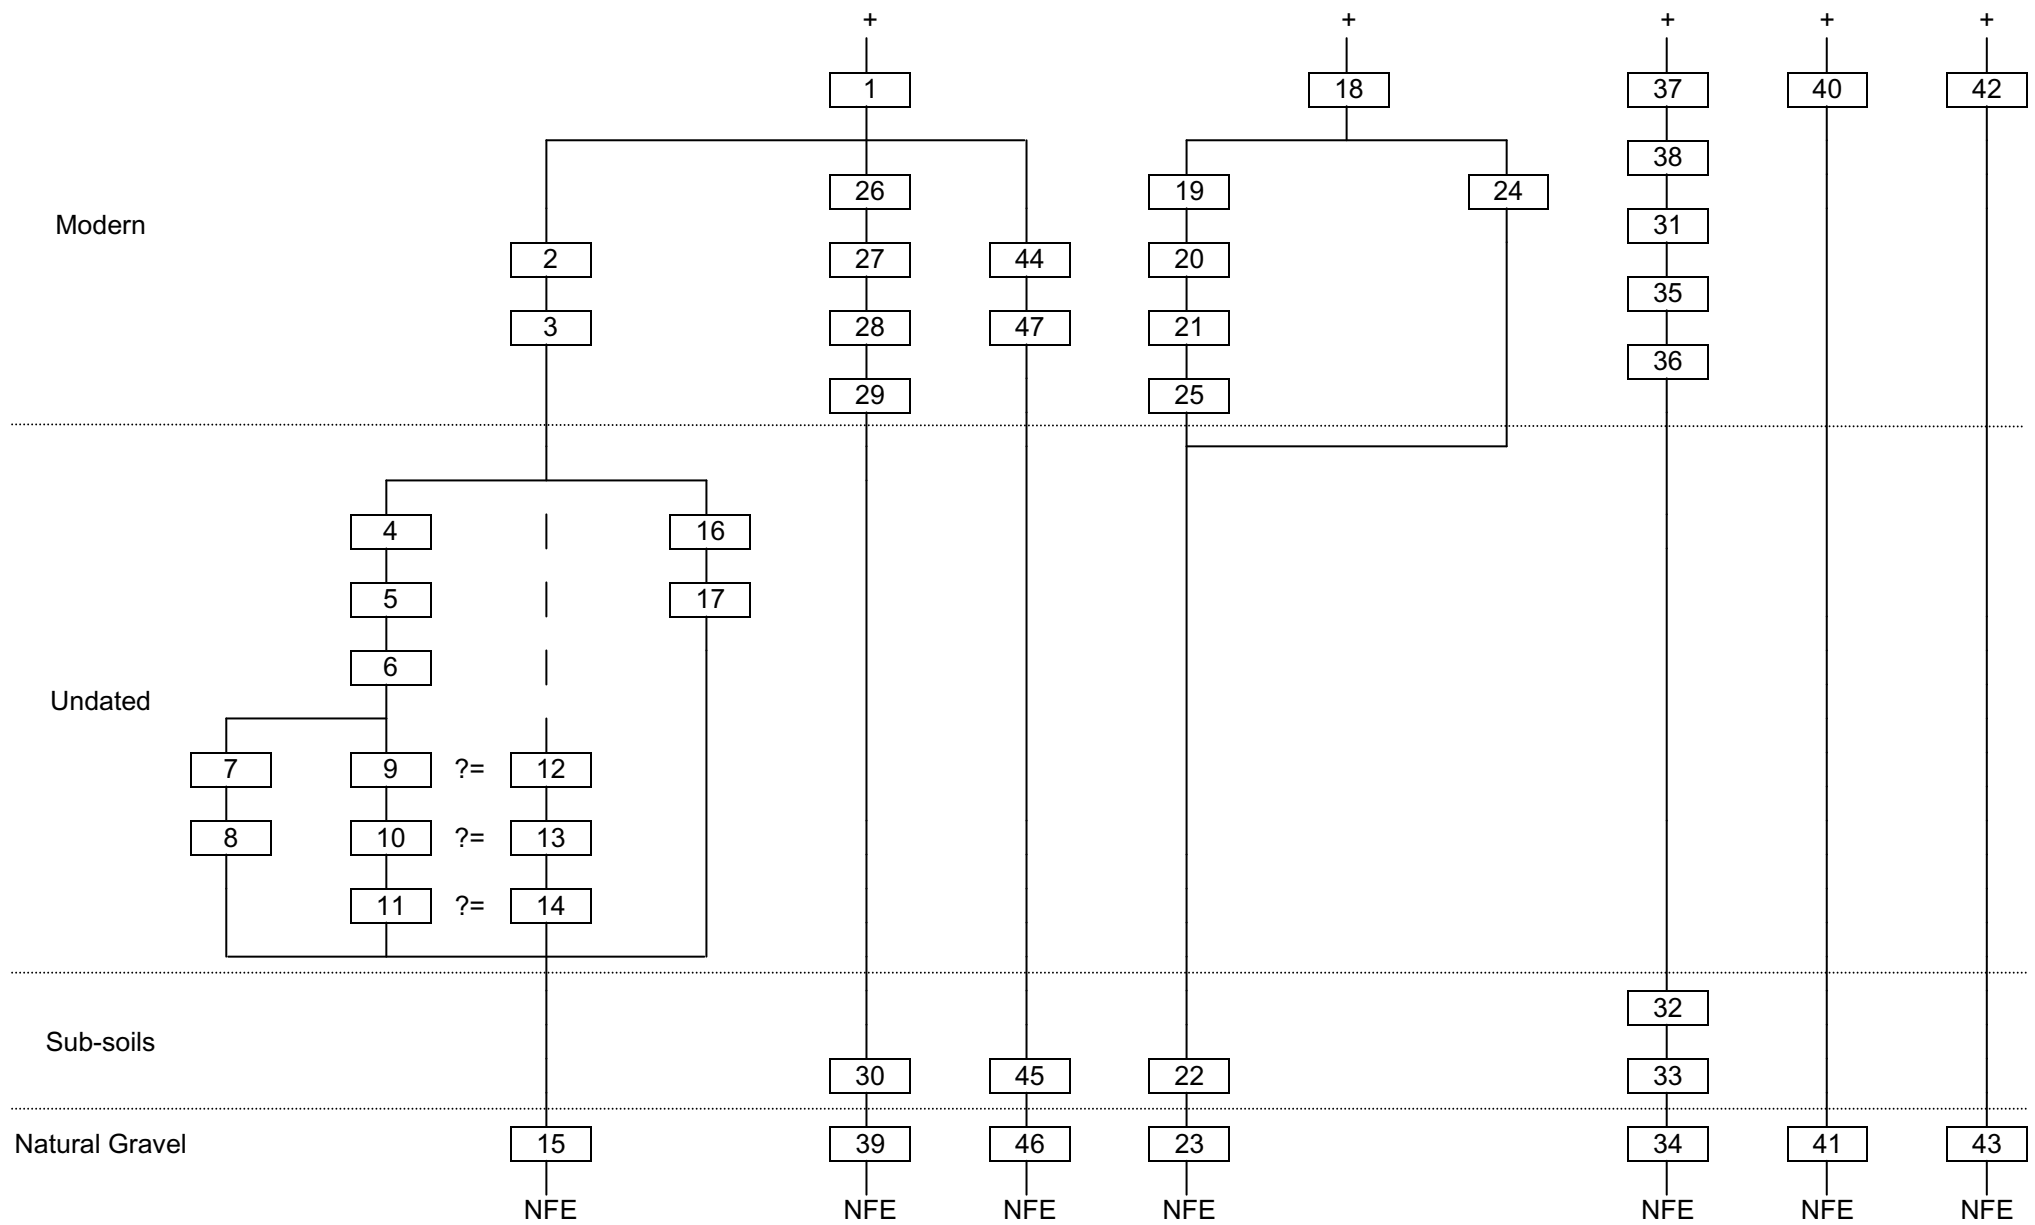 + + + + +
1 18 37 40 42
38
26 19 24
Modern 31
2 27 44 20
35
3 28 47 21
36
29 25
4 16
5 17
6
Undated
7 9 ?= 12
8 10 ?= 13
11 ?= 14
32
Sub-soils
30 45 22 33
Natural Gravel 15 39 46 23 34 41 43
NFE NFE NFE NFE NFE NFE NFE